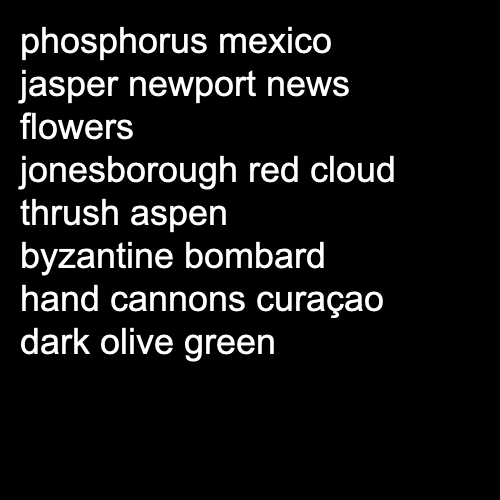 phosphorus mexico
jasper newport news
flowers
jonesborough red cloud
thrush aspen
byzantine bombard
hand cannons curaçao
dark olive green